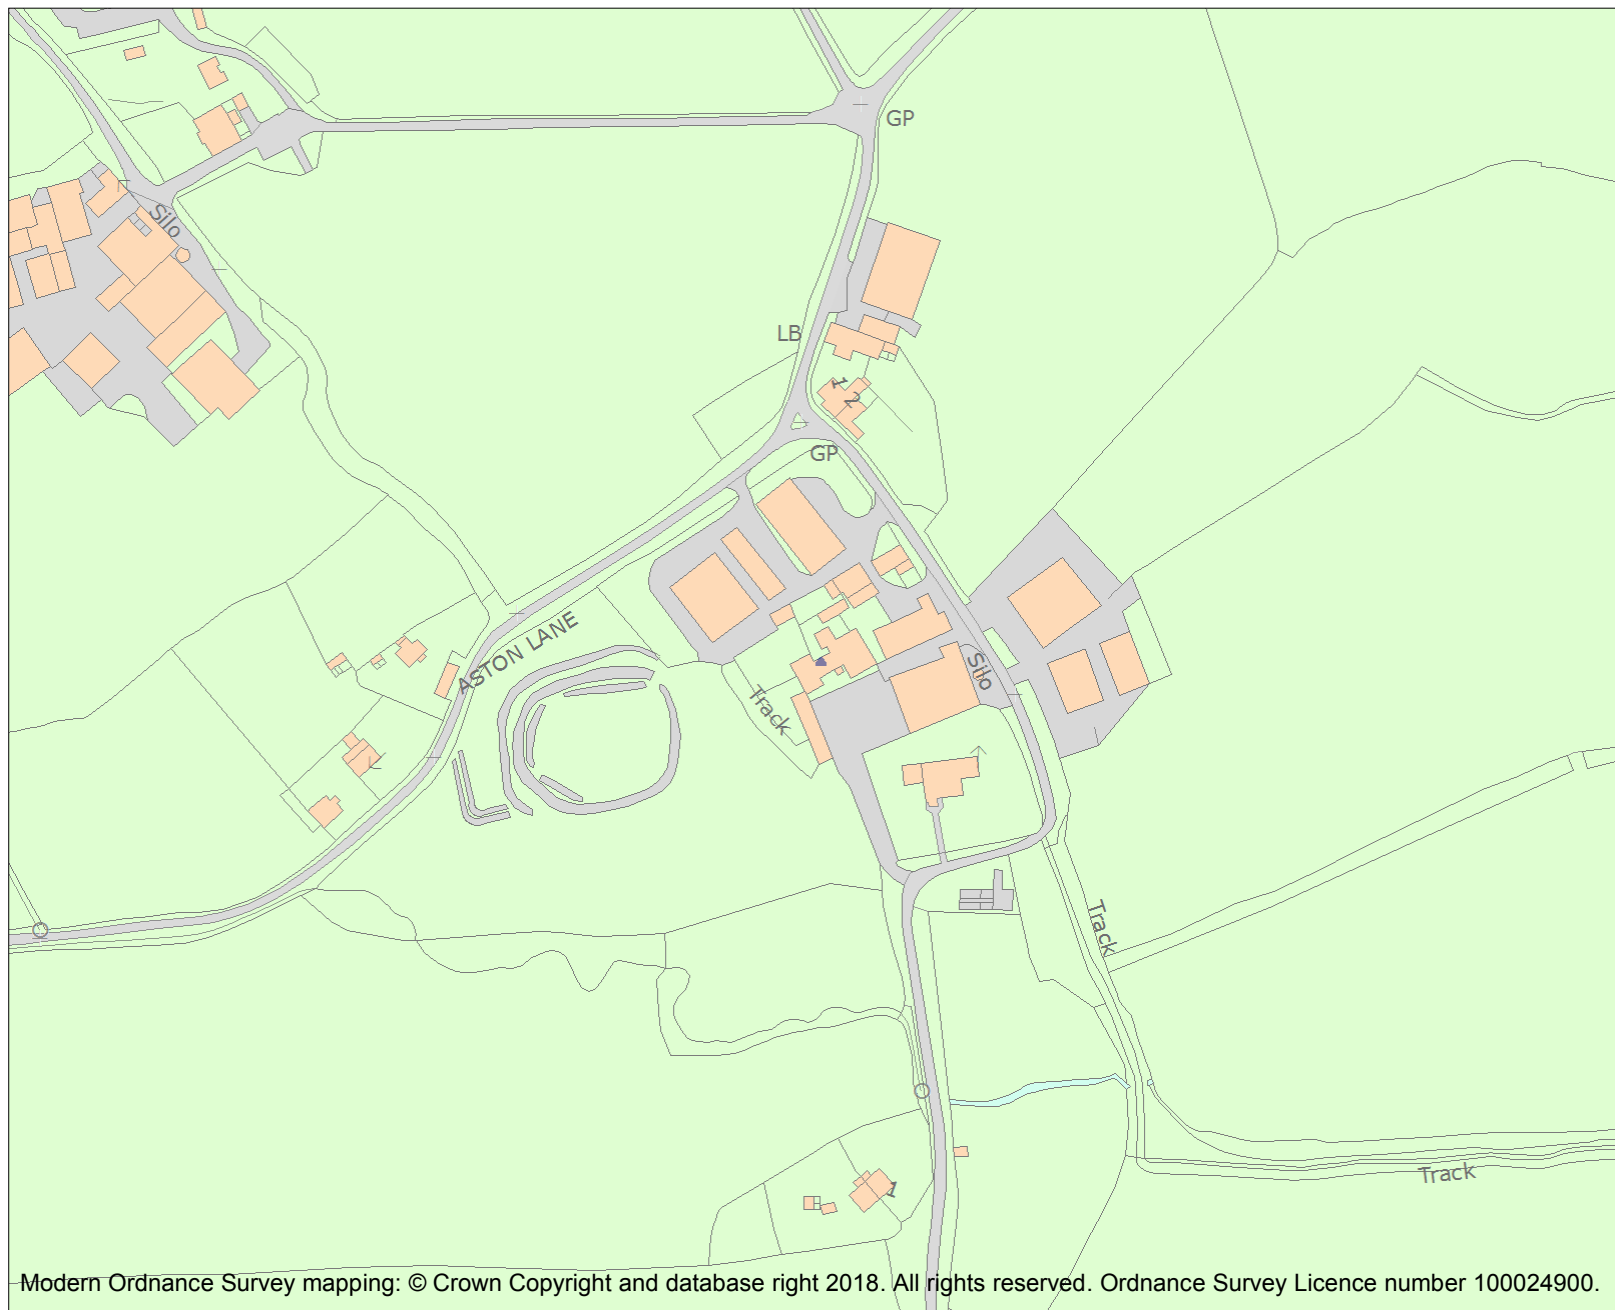 GP
Silo
LB
1
2
GP
ASTON LANE
Silo
Track
Track
Track
1
Modern Ordnance Survey mapping: © Crown Copyright and database right 2018. All rights reserved. Ordnance Survey Licence number 100024900.